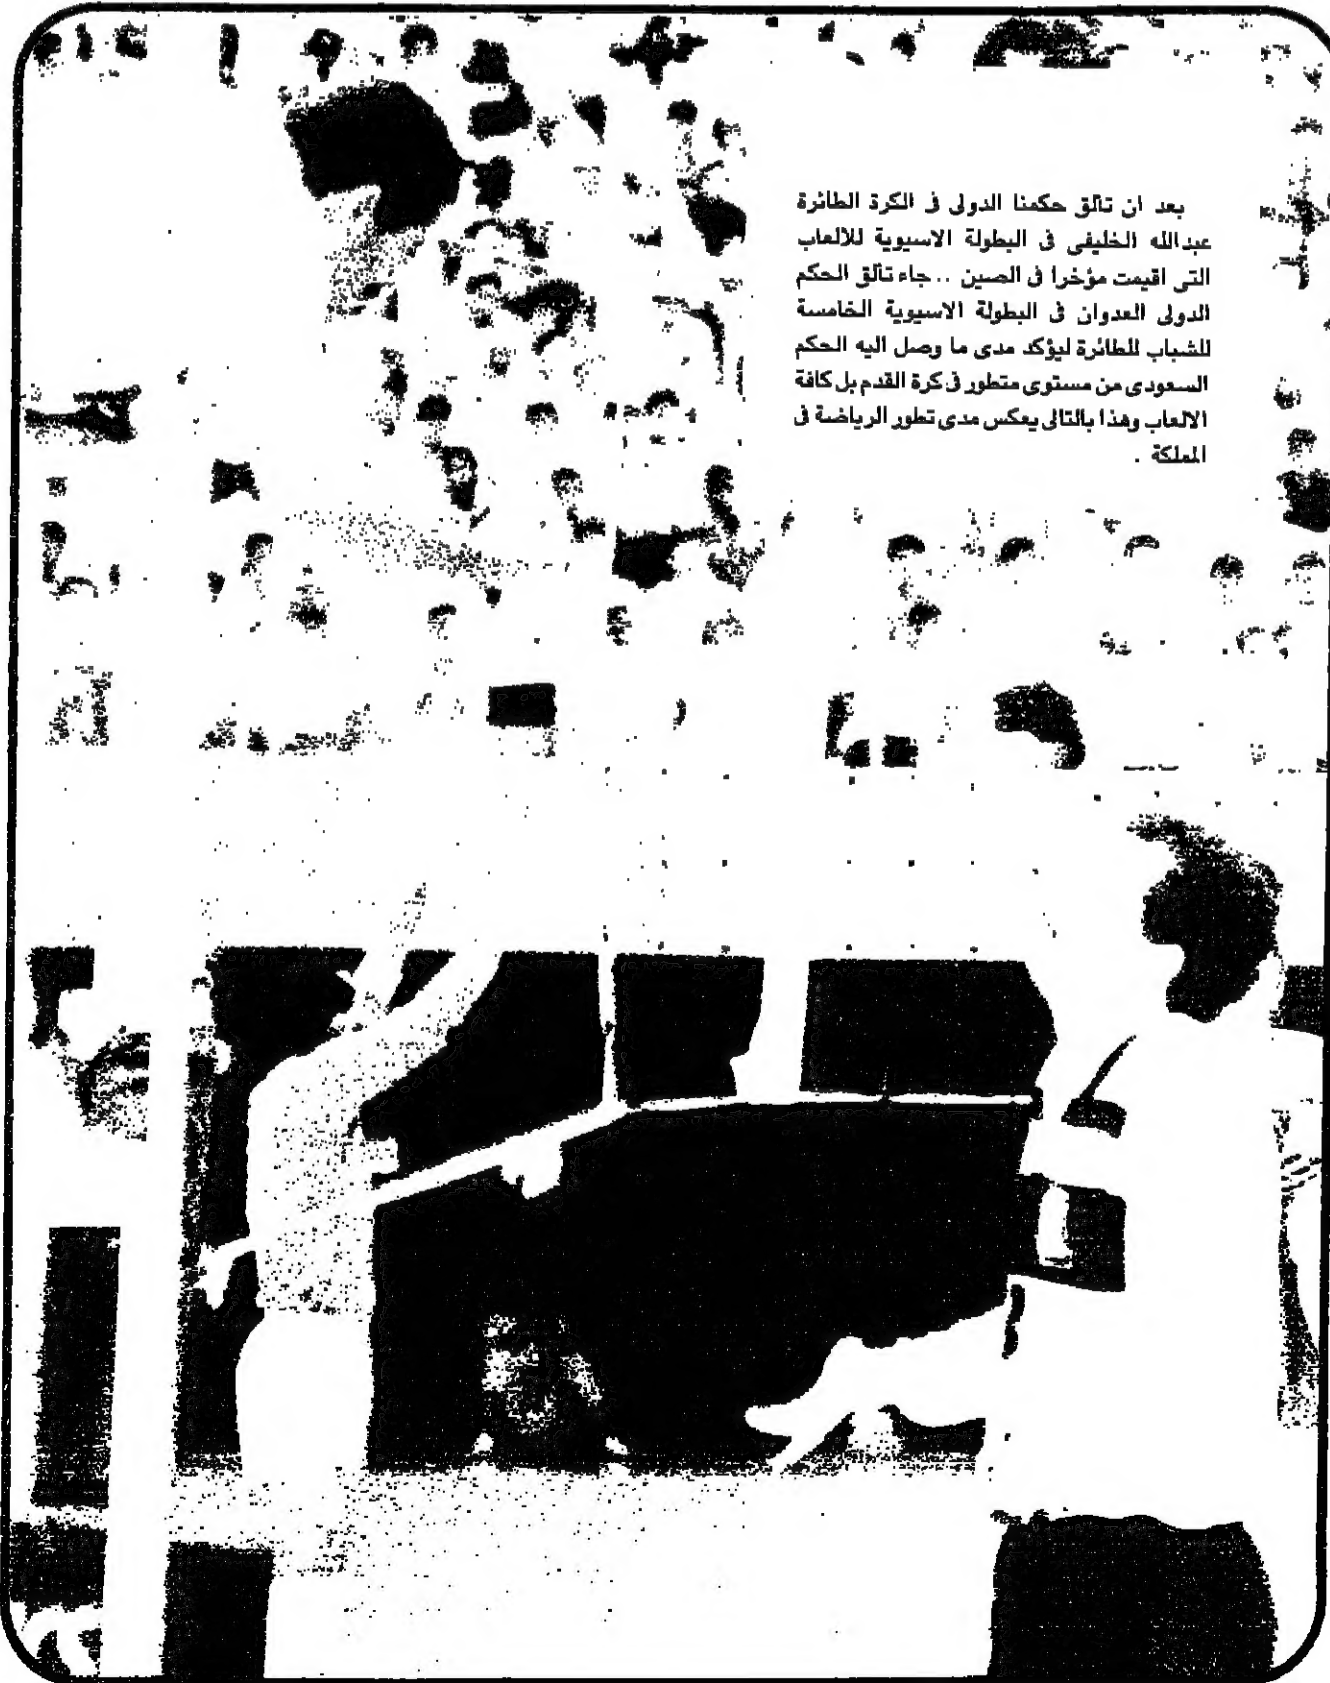 بعد ان تألق حكمنا الدولى فى الكرة الطائرة
عبدالله الخليفى فى البطولة الاسيوية للالعاب
التى اقيمت مؤخرا فى الصين .. جاء تألق الحكم
الدولى العدوان فى البطولة الاسيوية الخامسة
للشباب للطائرة ليؤكد مدى ما وصل اليه الحكم
السعودى من مستوى متطور فى كرة القدم بل كافة
الالعاب وهذا بالتالى يعكس مدى تطور الرياضة فى
المملكة .